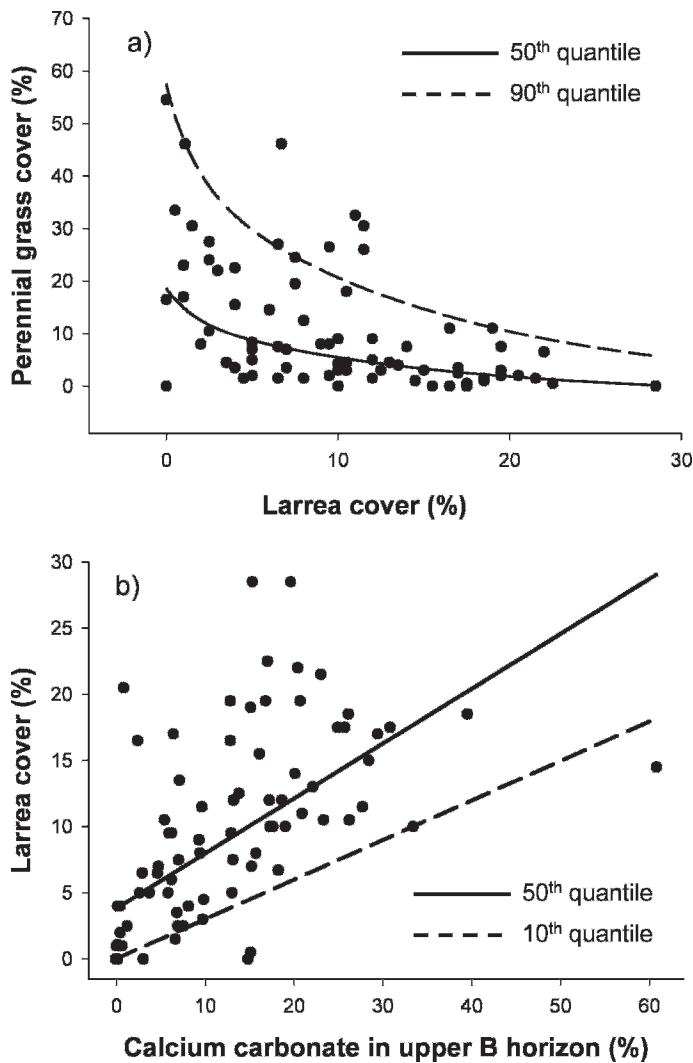 a)
50th quantile
90th quantile
70
60
50
40
30
20
10
0
Perennial grass cover (%)
0 10 20 30
Larrea cover (%)
b)
30
25
20
15
10
5
0
Larrea cover (%)
50th quantile
10th quantile
0 10 20 30 40 50 60
Calcium carbonate in upper B horizon (%)